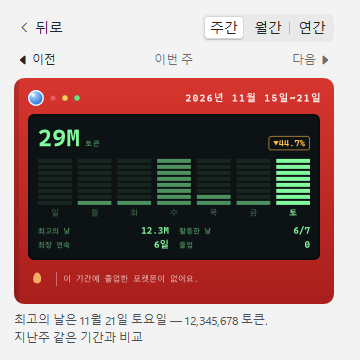 뒤로
주간 월간 연간
이전 이번 주 다음
2026년 11월 15일~21일
29M 토큰
▼44.7%
일 월 화 수 목 금 토
최고의 날 12.3M 활동한 날 6/7
최장 연속 6일 졸업 0
이 기간에 졸업한 포켓몬이 없어요.
최고의 날은 11월 21일 토요일 — 12,345,678 토큰.
지난주 같은 기간과 비교